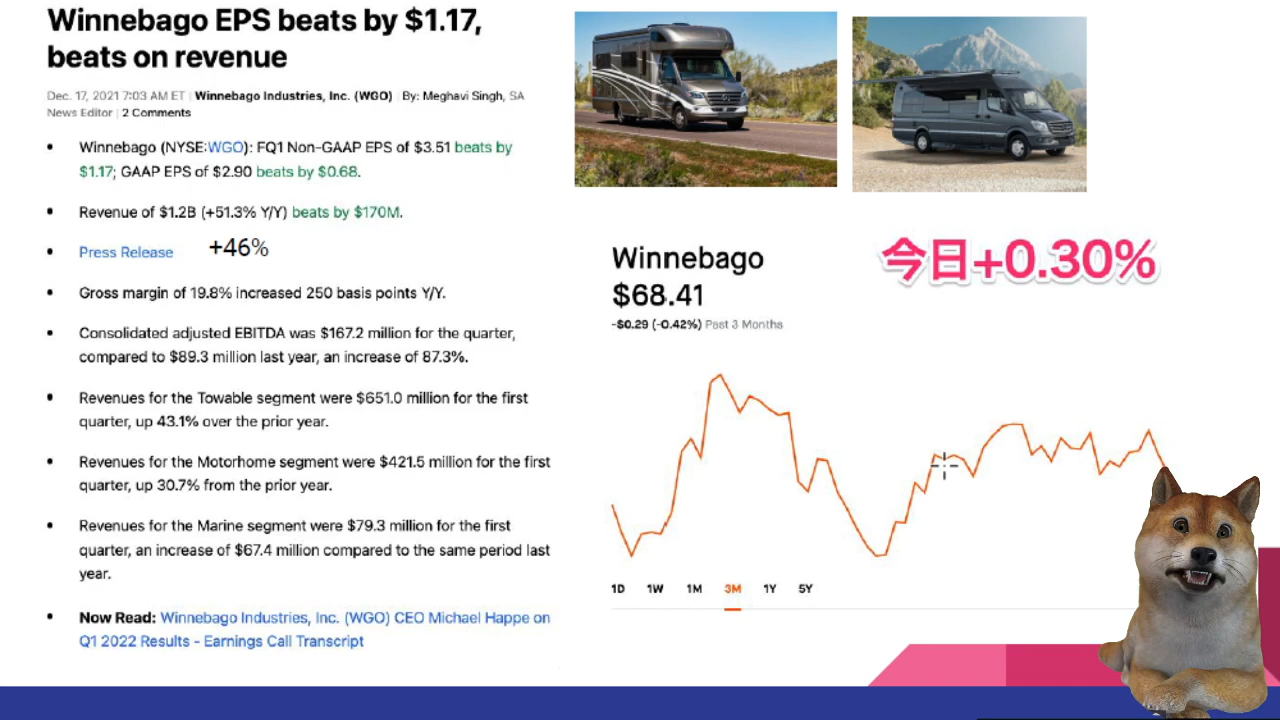 Winnebago EPS beats by $1.17,
beats on revenue
Dec. 17, 2021 7:03 AM ET | Winnebago Industries, Inc. (WGO) | By: Meghavi Singh, SA
News Editor | 2 Comments
Winnebago (NYSE:WGO): FQ1 Non-GAAP EPS of $3.51 beats by
$1.17; GAAP EPS of $2.90 beats by $0.68.
Revenue of $1.2B (+51.3% Y/Y) beats by $170M.
Press Release +46%
Gross margin of 19.8% increased 250 basis points Y/Y.
Consolidated adjusted EBITDA was $167.2 million for the quarter,
compared to $89.3 million last year, an increase of 87.3%.
Revenues for the Towable segment were $651.0 million for the first
quarter, up 43.1% over the prior year.
Revenues for the Motorhome segment were $421.5 million for the first
quarter, up 30.7% from the prior year.
Revenues for the Marine segment were $79.3 million for the first
quarter, an increase of $67.4 million compared to the same period last
year.
Now Read: Winnebago Industries, Inc. (WGO) CEO Michael Happe on
Q1 2022 Results - Earnings Call Transcript
Winnebago
$68.41
-$0.29 (-0.42%) Past 3 Months
今日+0.30%
1D 1W 1M 3M 1Y 5Y